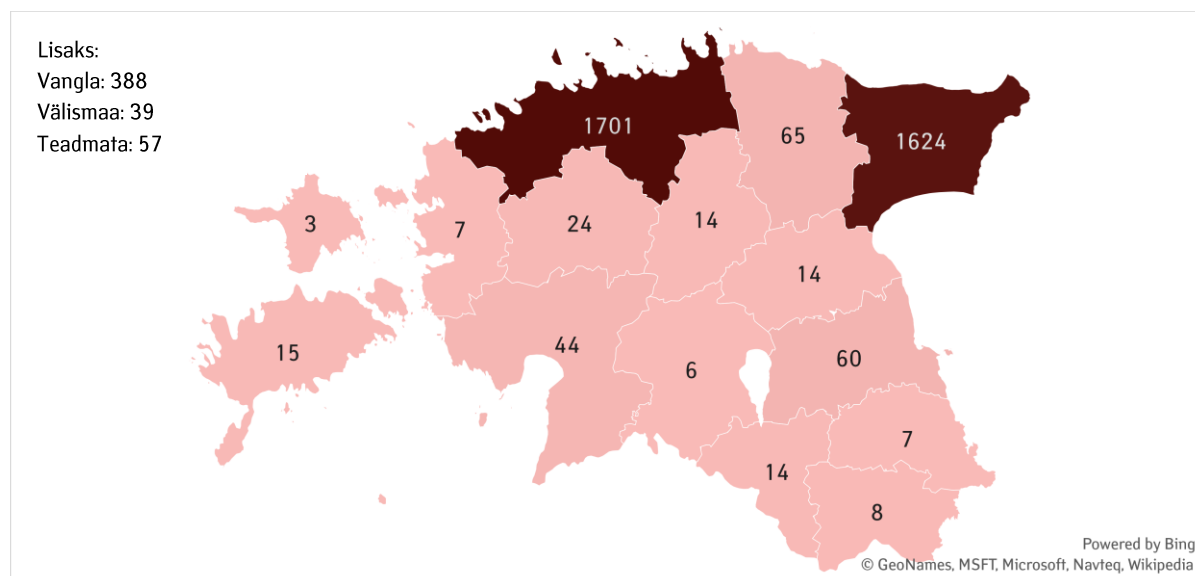 Lisaks:
Vangla: 388
Välismaa: 39
Teadmata: 57
1701
65
1624
3
7
24
14
14
15
44
6
60
7
14
8
Powered by Bing
© GeoNames, MSFT, Microsoft, Navteq, Wikipedia